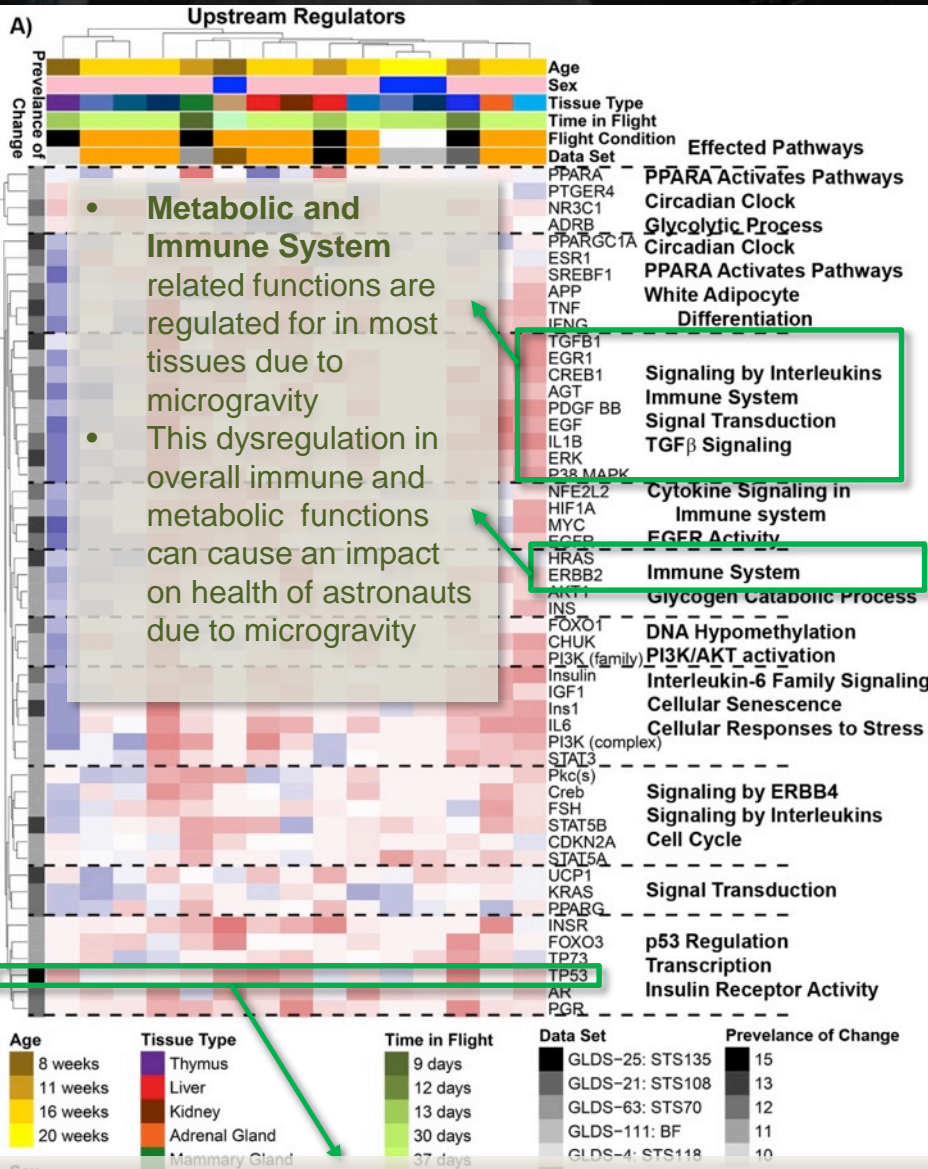 A)
Upstream Regulators
Prevelance of
Change
Age
Sex
Tissue Type
Time in Flight
Flight Condition
Data Set
Effected Pathways
PPARA
PTGER4
NR3C1
ADRB
PPARGC1A
ESR1
SREBF1
APP
TNF
IFNG
TGFB1
EGR1
CREB1
AGT
PDGF BB
EGF
IL1B
ERK
P38 MAPK
NFE2L2
HIF1A
MYC
EGFR
HRAS
ERBB2
AKT1
INS
FOXO1
CHUK
PI3K (family)
Insulin
IGF1
Ins1
IL6
PI3K (complex)
STAT3
Pkc(s)
Creb
FSH
STAT5B
CDKN2A
STAT5A
UCP1
KRAS
PPARG
INSR
FOXO3
TP73
TP53
AR
PGR
PPARA Activates Pathways
Circadian Clock
Glycolytic Process
Circadian Clock
PPARA Activates Pathways
White Adipocyte
Differentiation
Signaling by Interleukins
Immune System
Signal Transduction
TGFβ Signaling
Cytokine Signaling in
Immune system
EGFR Activity
Immune System
Glycogen Catabolic Process
DNA Hypomethylation
PI3K/AKT activation
Interleukin-6 Family Signaling
Cellular Senescence
Cellular Responses to Stress
Signaling by ERBB4
Signaling by Interleukins
Cell Cycle
Signal Transduction
p53 Regulation
Transcription
Insulin Receptor Activity
• Metabolic and
Immune System
related functions are
regulated for in most
tissues due to
microgravity
• This dysregulation in
overall immune and
metabolic functions
can cause an impact
on health of astronauts
due to microgravity
Age
8 weeks
11 weeks
16 weeks
20 weeks
Tissue Type
Thymus
Liver
Kidney
Adrenal Gland
Mammary Gland
Time in Flight
9 days
12 days
13 days
30 days
37 days
Data Set
GLDS−25: STS135
GLDS−21: STS108
GLDS−63: STS70
GLDS−111: BF
GLDS−4: STS118
Prevelance of Change
15
13
12
11
10